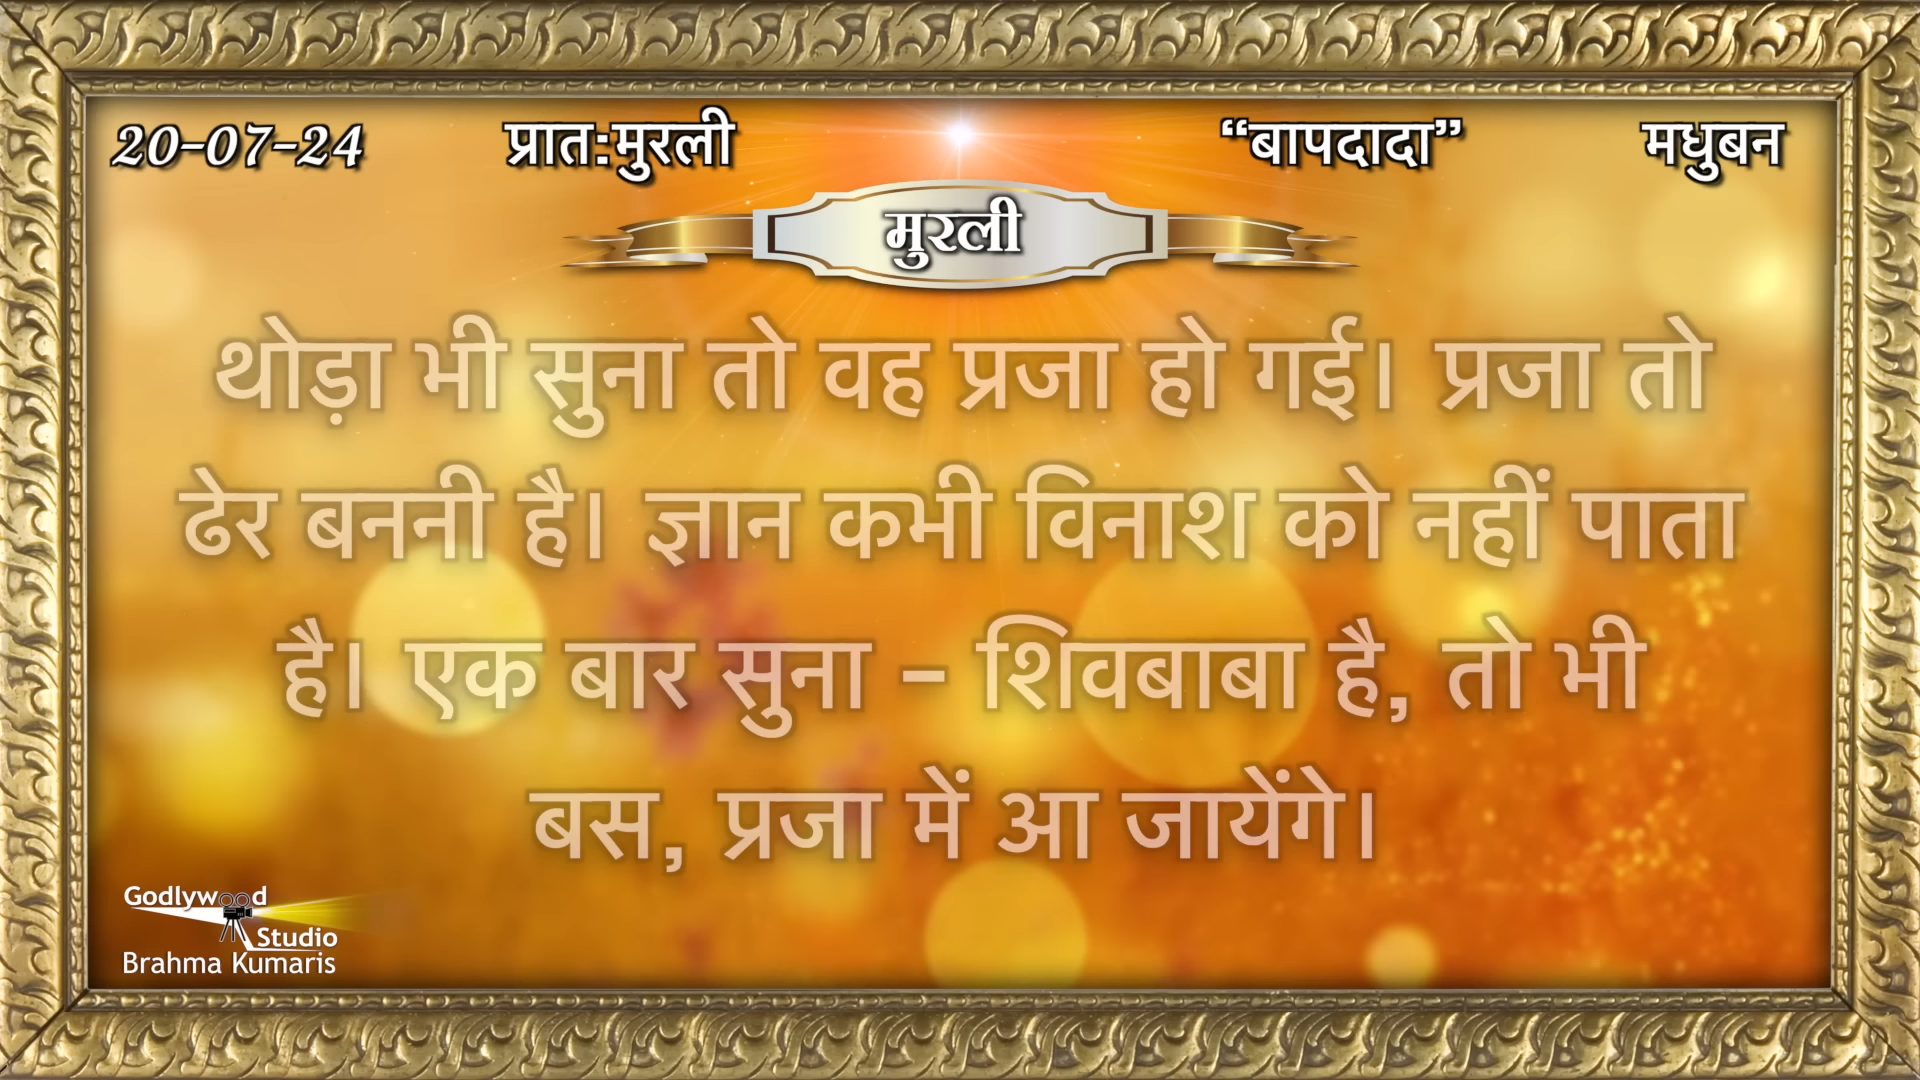 20-07-24 प्रात:मुरली “बापदादा” मधुबन
मुरली
थोड़ा भी सुना तो वह प्रजा हो गई। प्रजा तो
ढेर बननी है। ज्ञान कभी विनाश को नहीं पाता
है। एक बार सुना – शिवबाबा है, तो भी
बस, प्रजा में आ जायेंगे।
Godlywood
Studio
Brahma Kumaris